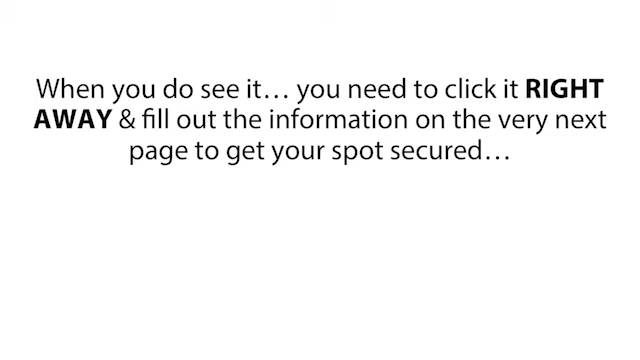 When you do see it… you need to click it RIGHT
AWAY & fill out the information on the very next
page to get your spot secured…